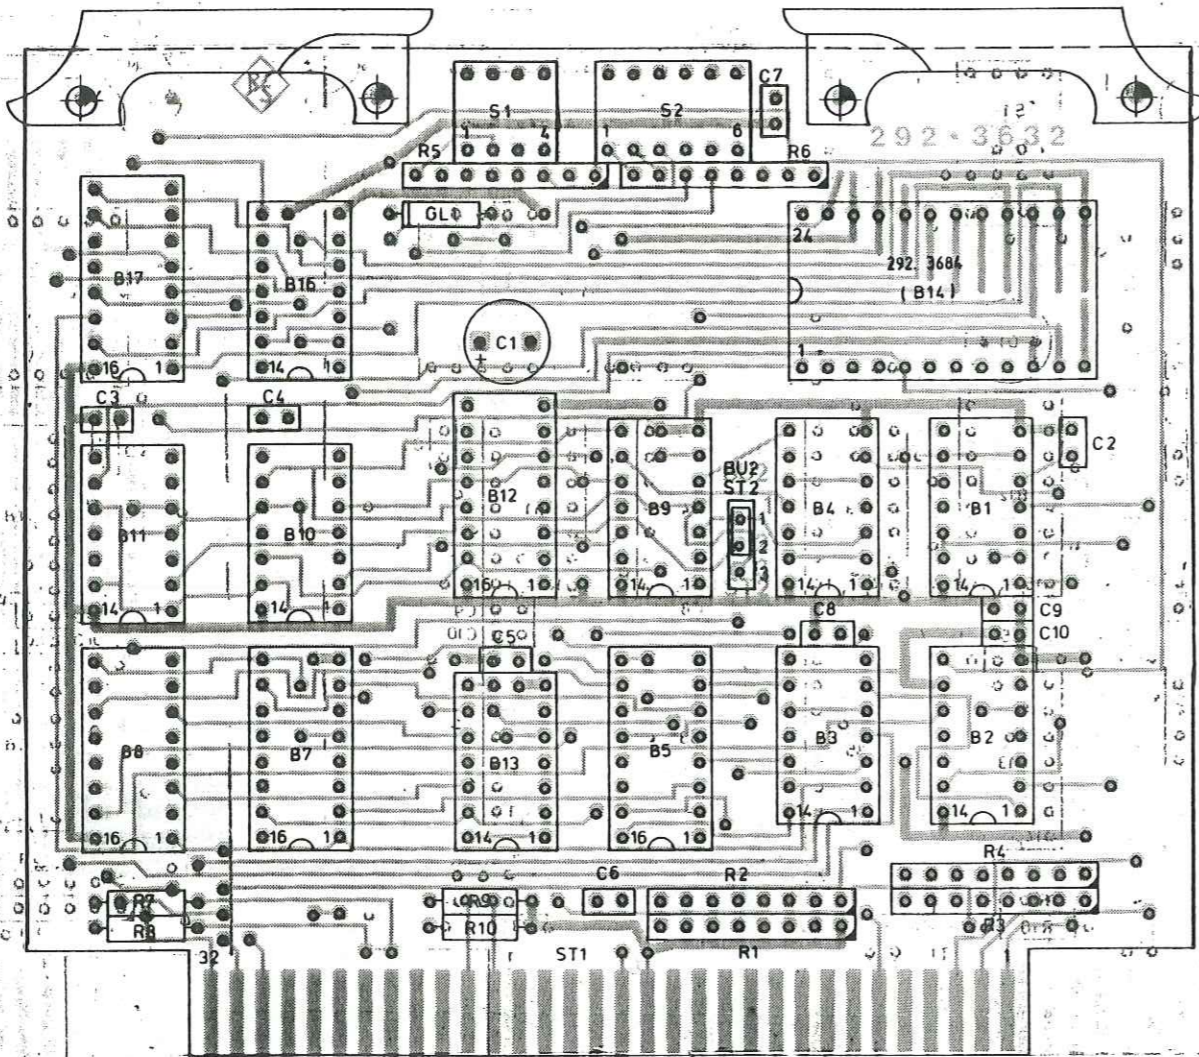 R S
S1
1 4
S2
1 6
C7
292-3632
R5
R6
GL1
24
292. 3684
(B14)
1
B17
16 1
B16
14 1
C1
+
C3
C4
C2
B11
14 1
B10
14 1
B12
16 1
B9
14 1
BU2
ST2
1
2
3
B4
14 1
B1
14 1
C5
C8
C9
C10
B8
16 1
B7
16 1
B13
14 1
B5
16 1
B3
14 1
B2
14 1
R7
R8
R9
R10
C6
R2
R1
R4
R3
32
ST1
1